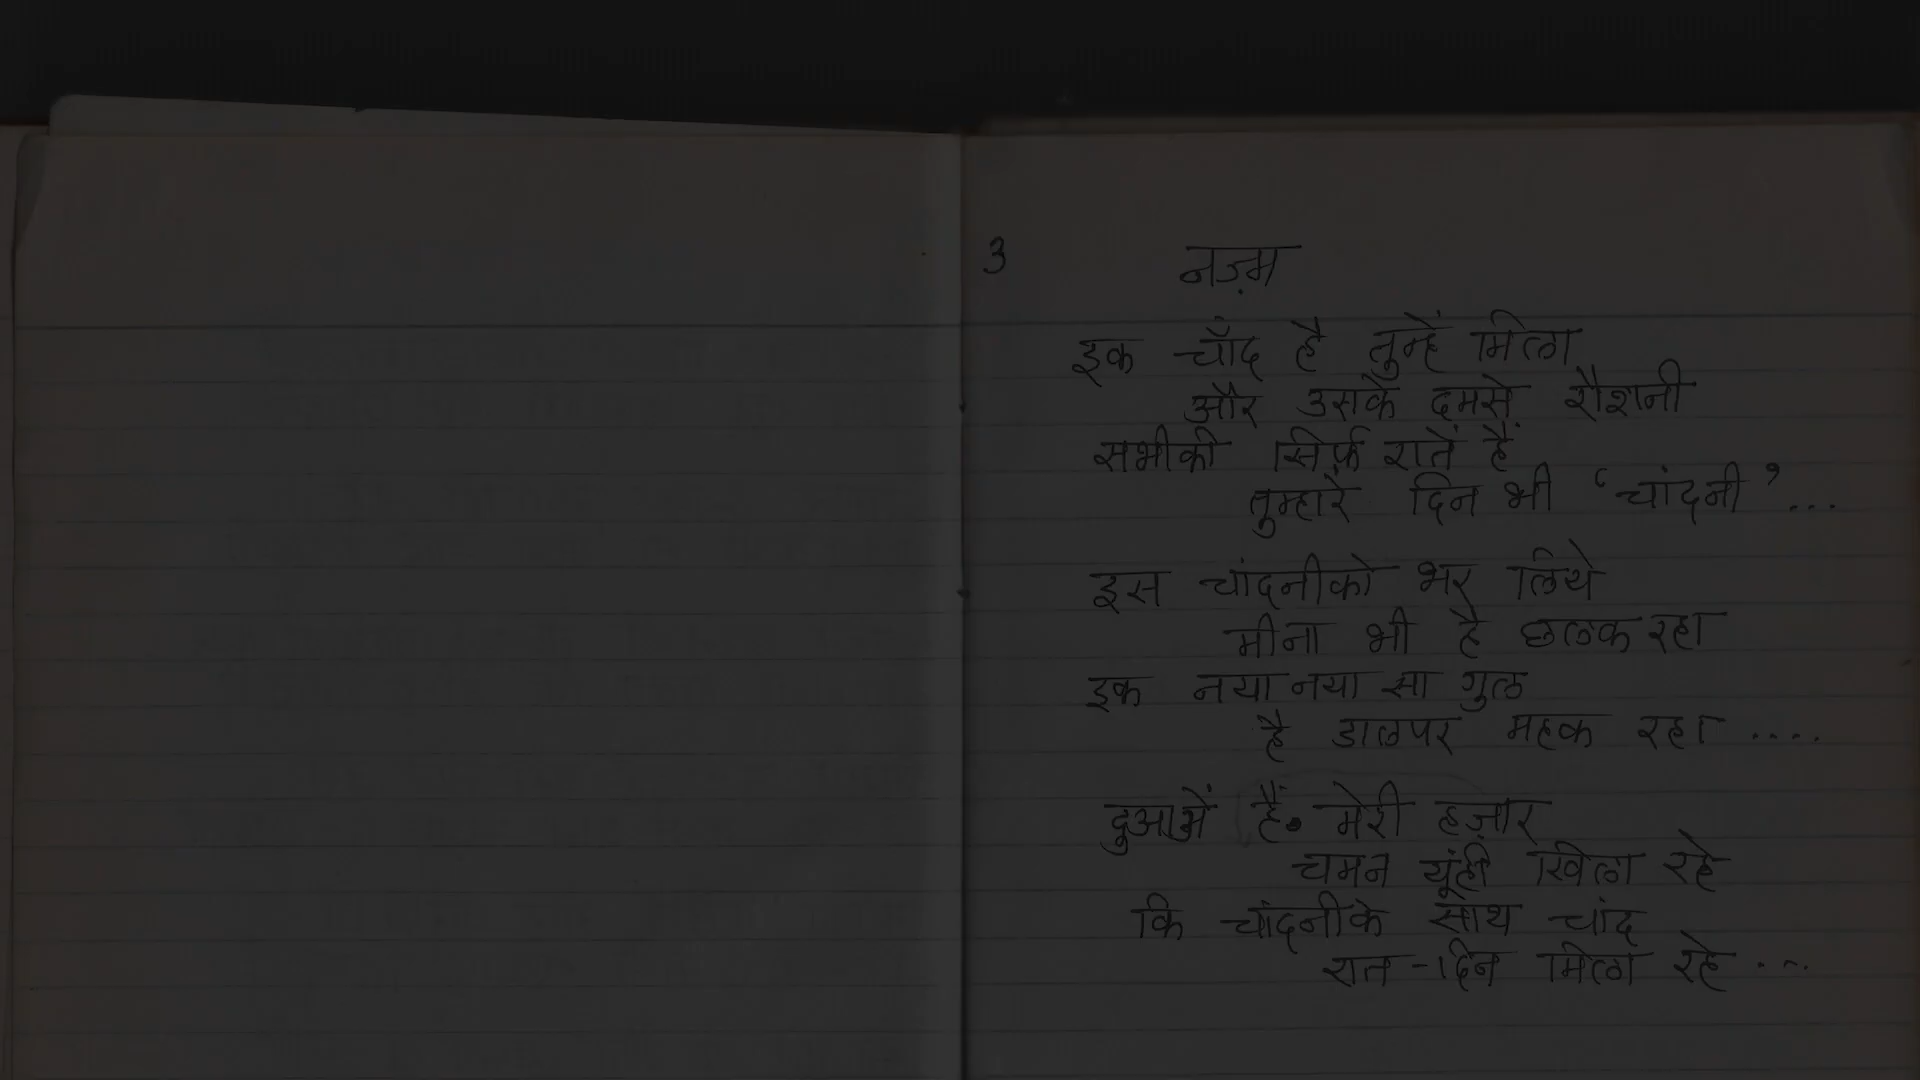 3 नज़्म
इक चाँद है तुम्हें मिला
और उसके दमसे रौशनी
सभीकी सिर्फ़ रातें हैं
तुम्हारे दिन भी ‘चांदनी’...
इस चांदनीको भर लिये
मीना भी है छलक रहा
इक नया नया सा गुल
है डालपर महक रहा ....
दुआएें हैं मेरी हज़ार
चमन यूंही खिला रहे
कि चांदनीके साथ चांद
रात-दिन मिला रहे ...